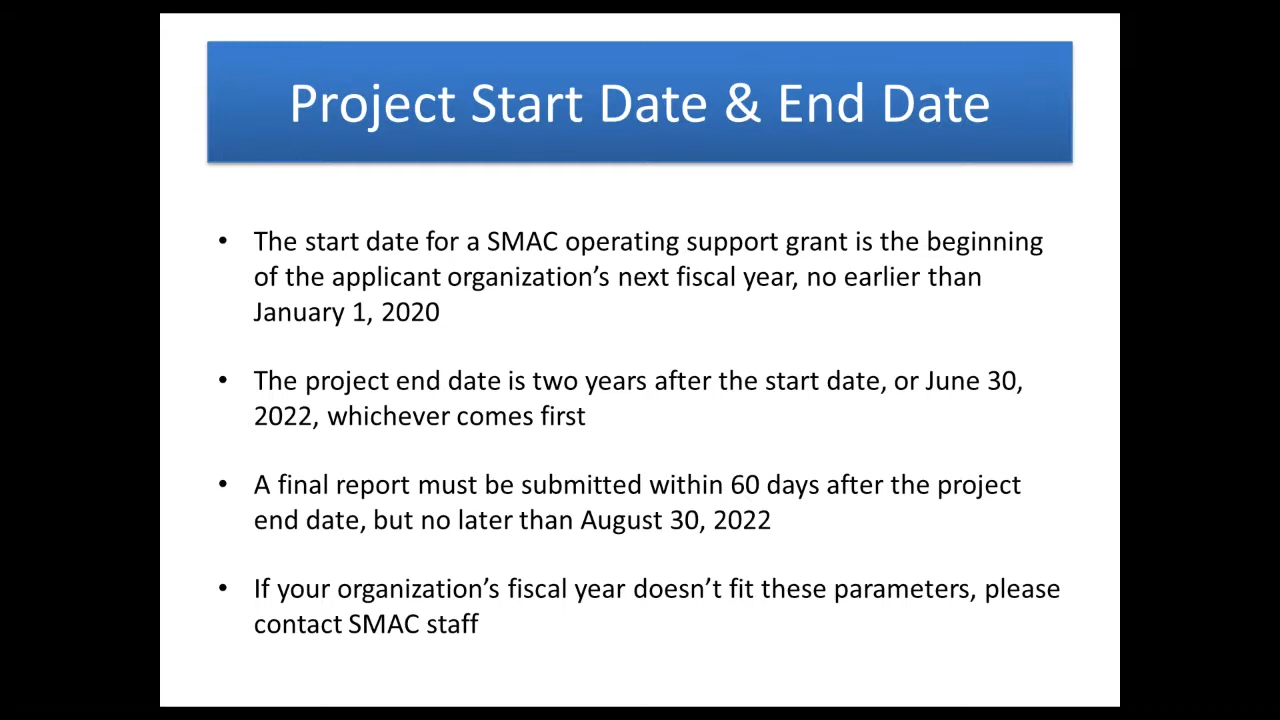 Project Start Date & End Date
• The start date for a SMAC operating support grant is the beginning
of the applicant organization’s next fiscal year, no earlier than
January 1, 2020
• The project end date is two years after the start date, or June 30,
2022, whichever comes first
• A final report must be submitted within 60 days after the project
end date, but no later than August 30, 2022
• If your organization’s fiscal year doesn’t fit these parameters, please
contact SMAC staff